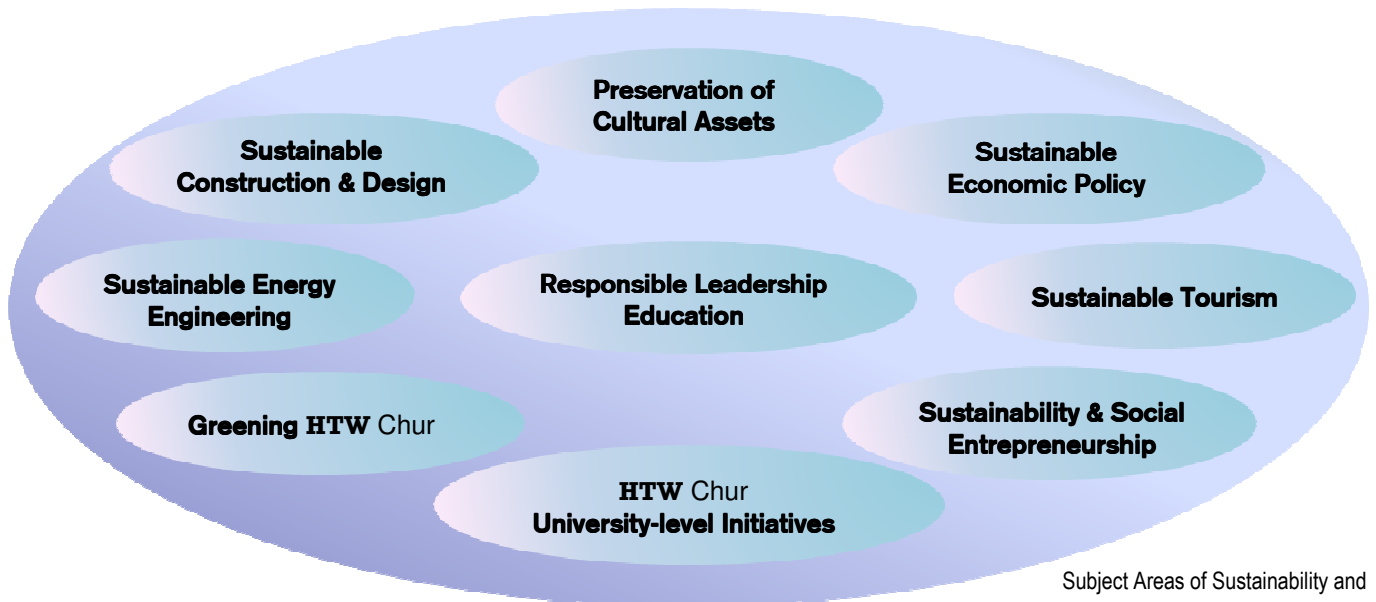 Preservation of
Cultural Assets
Sustainable
Construction & Design
Sustainable
Economic Policy
Sustainable Energy
Engineering
Responsible Leadership
Education
Sustainable Tourism
Greening HTW Chur
Sustainability & Social
Entrepreneurship
HTW Chur
University-level Initiatives
Subject Areas of Sustainability and